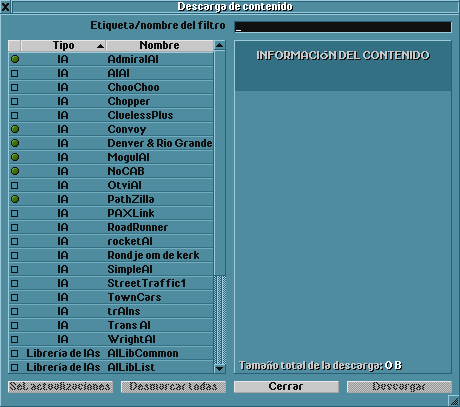 Descarga de contenido
Etiqueta/nombre del filtro
Tipo Nombre
IA AdmiralAI
IA AIAI
IA ChooChoo
IA Chopper
IA CluelessPlus
IA Convoy
IA Denver & Rio Grande
IA MogulAI
IA NoCAB
IA OtviAI
IA PathZilla
IA PAXLink
IA RoadRunner
IA rocketAI
IA Rondje om de kerk
IA SimpleAI
IA StreetTraffic1
IA TownCars
IA trAIns
IA Trans AI
IA WrightAI
Librería de IAs AILibCommon
Librería de IAs AILibList
INFORMACIóN DEL CONTENIDO
Tamaño total de la descarga: 0 B
Sel. actualizaciones Desmarcar todas Cerrar Descargar